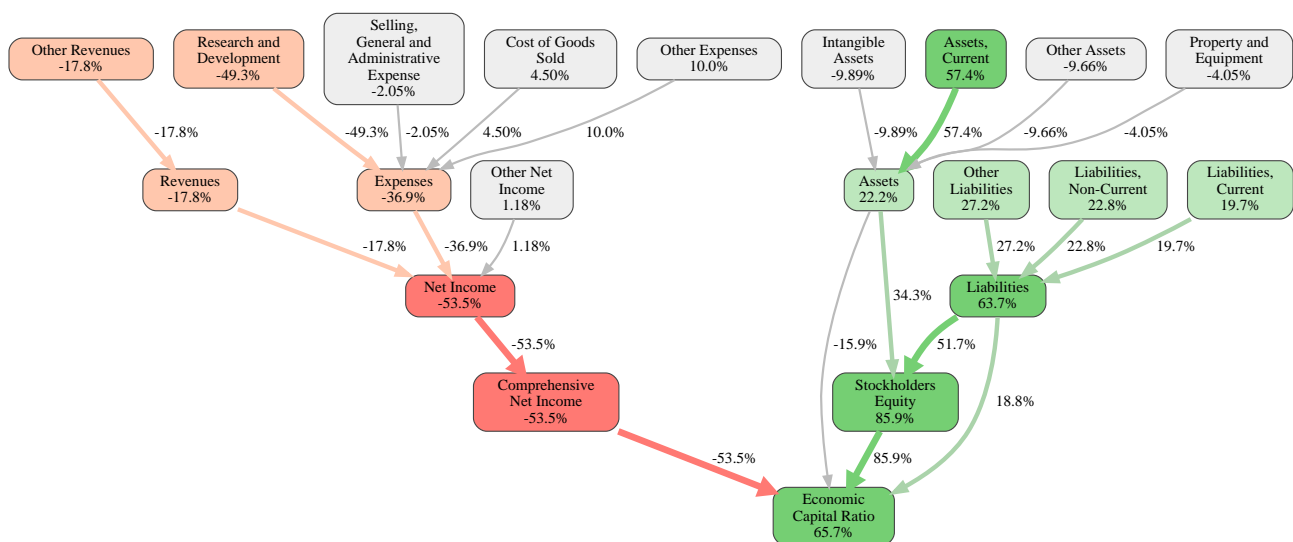 Other Revenues
-17.8%
Research and
Development
-49.3%
Selling,
General and
Administrative
Expense
-2.05%
Cost of Goods
Sold
4.50%
Other Expenses
10.0%
Intangible
Assets
-9.89%
Assets,
Current
57.4%
Other Assets
-9.66%
Property and
Equipment
-4.05%
-17.8%
-49.3%
-2.05%
4.50%
10.0%
-9.89%
57.4%
-9.66%
-4.05%
Revenues
-17.8%
Expenses
-36.9%
Other Net
Income
1.18%
Assets
22.2%
Other
Liabilities
27.2%
Liabilities,
Non-Current
22.8%
Liabilities,
Current
19.7%
-17.8%
-36.9%
1.18%
27.2%
22.8%
19.7%
Net Income
-53.5%
34.3%
Liabilities
63.7%
-53.5%
-15.9%
51.7%
Comprehensive
Net Income
-53.5%
Stockholders
Equity
85.9%
18.8%
-53.5%
85.9%
Economic
Capital Ratio
65.7%